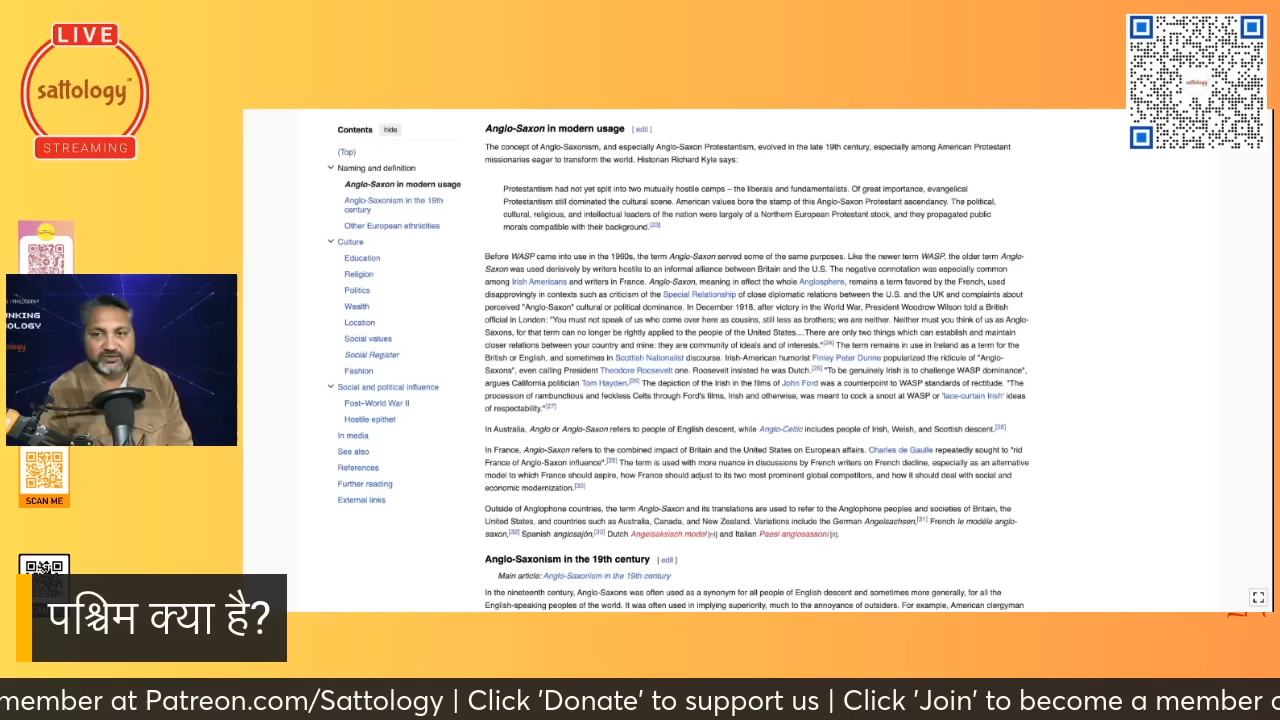 LIVE
sattology™
STREAMING
sattology
Contents hide
(Top)
Naming and definition
Anglo-Saxon in modern usage
Anglo-Saxonism in the 19th
century
Other European ethnicities
Culture
Education
Religion
Politics
Wealth
Location
Social values
Social Register
Fashion
Social and political influence
Post–World War II
Hostile epithet
In media
See also
References
Further reading
External links
Anglo-Saxon in modern usage [ edit ]
The concept of Anglo-Saxonism, and especially Anglo-Saxon Protestantism, evolved in the late 19th century, especially among American Protestant
missionaries eager to transform the world. Historian Richard Kyle says:
Protestantism had not yet split into two mutually hostile camps – the liberals and fundamentalists. Of great importance, evangelical
Protestantism still dominated the cultural scene. American values bore the stamp of this Anglo-Saxon Protestant ascendancy. The political,
cultural, religious, and intellectual leaders of the nation were largely of a Northern European Protestant stock, and they propagated public
morals compatible with their background.[23]
Before WASP came into use in the 1960s, the term Anglo-Saxon served some of the same purposes. Like the newer term WASP, the older term Anglo-
Saxon was used derisively by writers hostile to an informal alliance between Britain and the U.S. The negative connotation was especially common
among Irish Americans and writers in France. Anglo-Saxon, meaning in effect the whole Anglosphere, remains a term favored by the French, used
disapprovingly in contexts such as criticism of the Special Relationship of close diplomatic relations between the U.S. and the UK and complaints about
perceived "Anglo-Saxon" cultural or political dominance. In December 1918, after victory in the World War, President Woodrow Wilson told a British
official in London: "You must not speak of us who come over here as cousins, still less as brothers; we are neither. Neither must you think of us as Anglo-
Saxons, for that term can no longer be rightly applied to the people of the United States....There are only two things which can establish and maintain
closer relations between your country and mine: they are community of ideals and of interests."[24] The term remains in use in Ireland as a term for the
British or English, and sometimes in Scottish Nationalist discourse. Irish-American humorist Finley Peter Dunne popularized the ridicule of "Anglo-
Saxons", even calling President Theodore Roosevelt one. Roosevelt insisted he was Dutch.[25] "To be genuinely Irish is to challenge WASP dominance",
argues California politician Tom Hayden.[26] The depiction of the Irish in the films of John Ford was a counterpoint to WASP standards of rectitude. "The
procession of rambunctious and feckless Celts through Ford's films, Irish and otherwise, was meant to cock a snoot at WASP or 'lace-curtain Irish' ideas
of respectability."[27]
In Australia, Anglo or Anglo-Saxon refers to people of English descent, while Anglo-Celtic includes people of Irish, Welsh, and Scottish descent.[28]
In France, Anglo-Saxon refers to the combined impact of Britain and the United States on European affairs. Charles de Gaulle repeatedly sought to "rid
France of Anglo-Saxon influence".[29] The term is used with more nuance in discussions by French writers on French decline, especially as an alternative
model to which France should aspire, how France should adjust to its two most prominent global competitors, and how it should deal with social and
economic modernization.[30]
Outside of Anglophone countries, the term Anglo-Saxon and its translations are used to refer to the Anglophone peoples and societies of Britain, the
United States, and countries such as Australia, Canada, and New Zealand. Variations include the German Angelsachsen,[31] French le modèle anglo-
saxon,[32] Spanish anglosajón,[33] Dutch Angelsaksisch model [nl] and Italian Paesi anglosassoni [it].
Anglo-Saxonism in the 19th century [ edit ]
Main article: Anglo-Saxonism in the 19th century
In the nineteenth century, Anglo-Saxons was often used as a synonym for all people of English descent and sometimes more generally, for all the
English-speaking peoples of the world. It was often used in implying superiority, much to the annoyance of outsiders. For example, American clergyman
PHILOSOPHY
SCAN ME
पश्चिम क्या है?
member at Patreon.com/Sattology | Click 'Donate' to support us | Click 'Join' to become a member